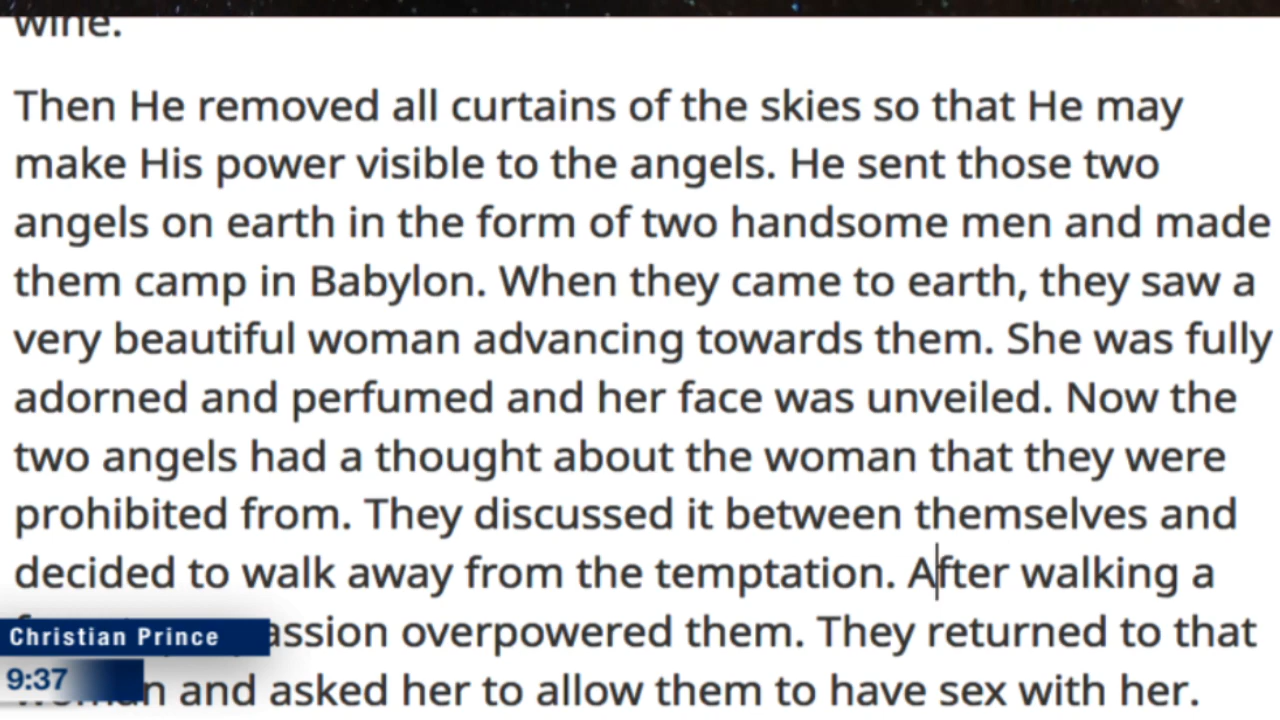 wine.
Then He removed all curtains of the skies so that He may
make His power visible to the angels. He sent those two
angels on earth in the form of two handsome men and made
them camp in Babylon. When they came to earth, they saw a
very beautiful woman advancing towards them. She was fully
adorned and perfumed and her face was unveiled. Now the
two angels had a thought about the woman that they were
prohibited from. They discussed it between themselves and
decided to walk away from the temptation. After walking a
overpowered them. They returned to that
and asked her to allow them to have sex with her.
Christian Prince
9:37